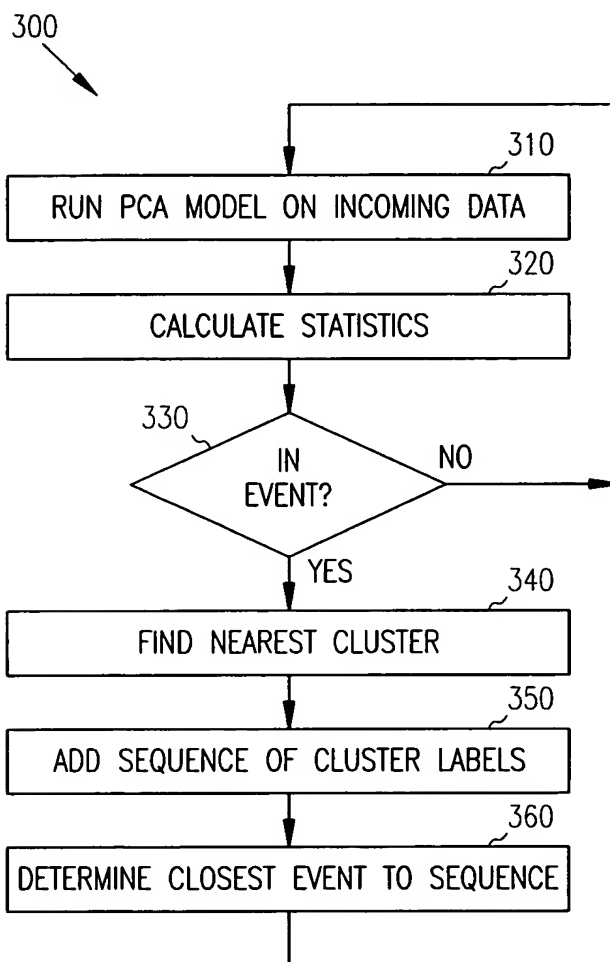 300
310
RUN PCA MODEL ON INCOMING DATA
320
CALCULATE STATISTICS
330
IN
EVENT?
NO
YES
340
FIND NEAREST CLUSTER
350
ADD SEQUENCE OF CLUSTER LABELS
360
DETERMINE CLOSEST EVENT TO SEQUENCE